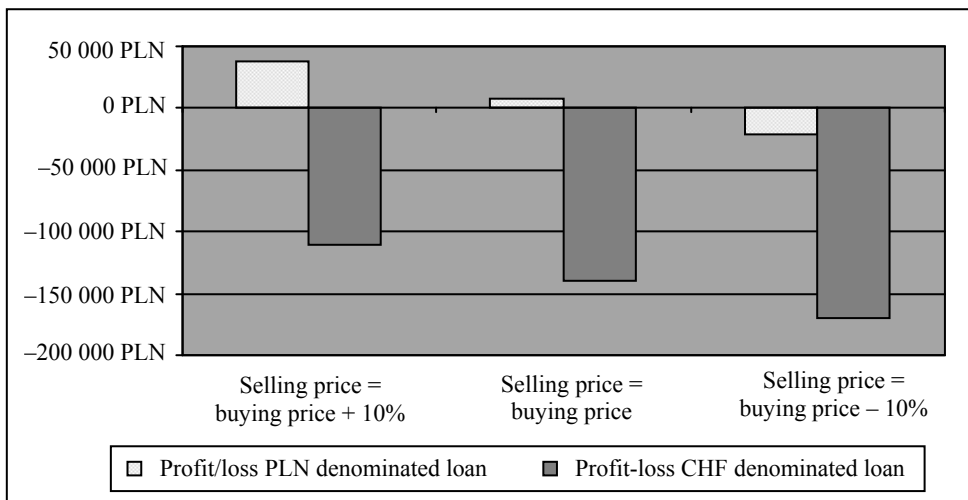 50 000 PLN
0 PLN
–50 000 PLN
–100 000 PLN
–150 000 PLN
–200 000 PLN
Selling price =
buying price + 10%
Selling price =
buying price
Selling price =
buying price – 10%
Profit/loss PLN denominated loan
Profit-loss CHF denominated loan